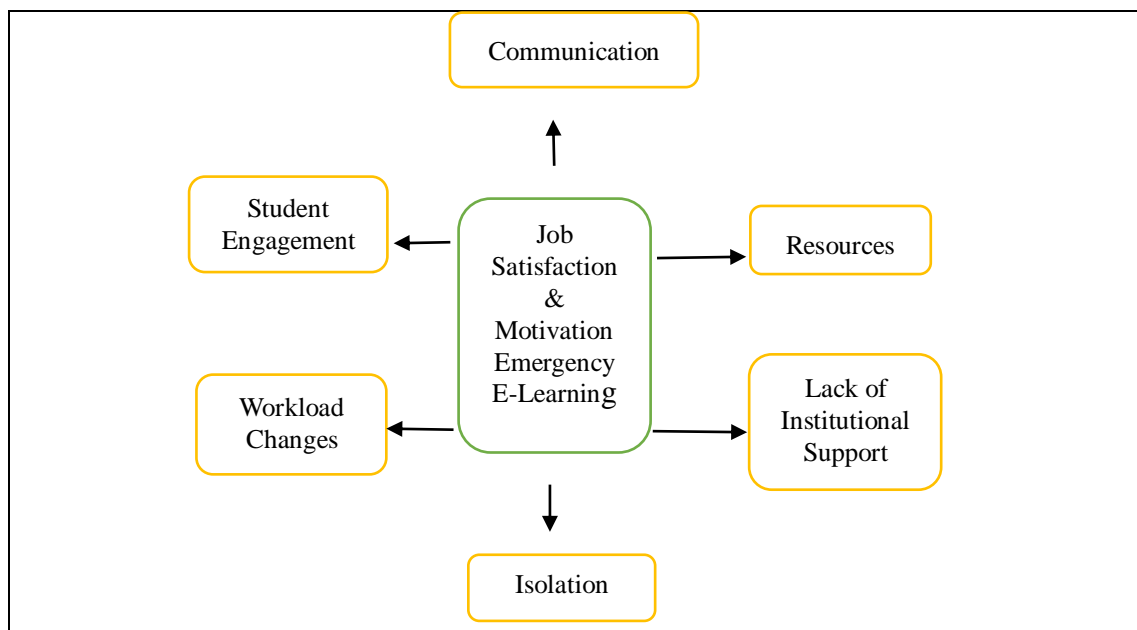 Communication
Student
Engagement
Job
Satisfaction
&
Motivation
Emergency
E-Learning
Resources
Workload
Changes
Lack of
Institutional
Support
Isolation